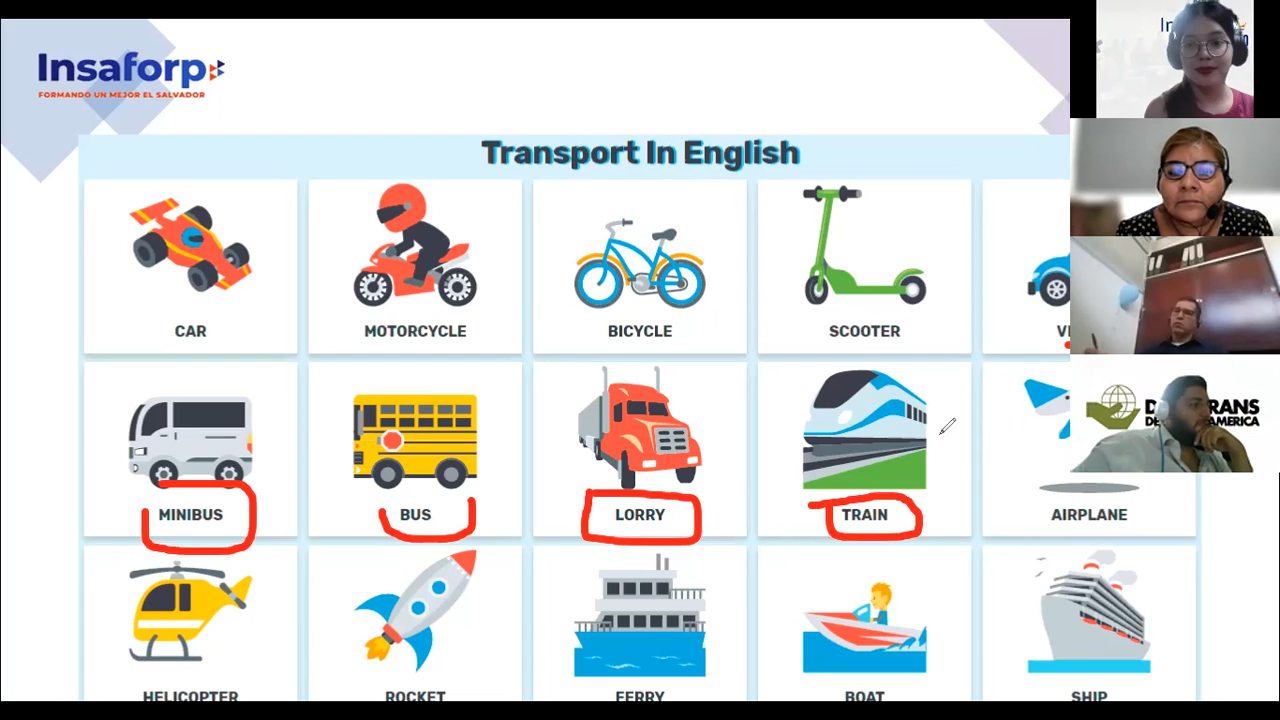 Insaforp
FORMANDO UN MEJOR EL SALVADOR
Transport In English
CAR
MOTORCYCLE
BICYCLE
SCOOTER
MINIBUS
BUS
LORRY
TRAIN
AIRPLANE
HELICOPTER
ROCKET
FERRY
BOAT
SHIP